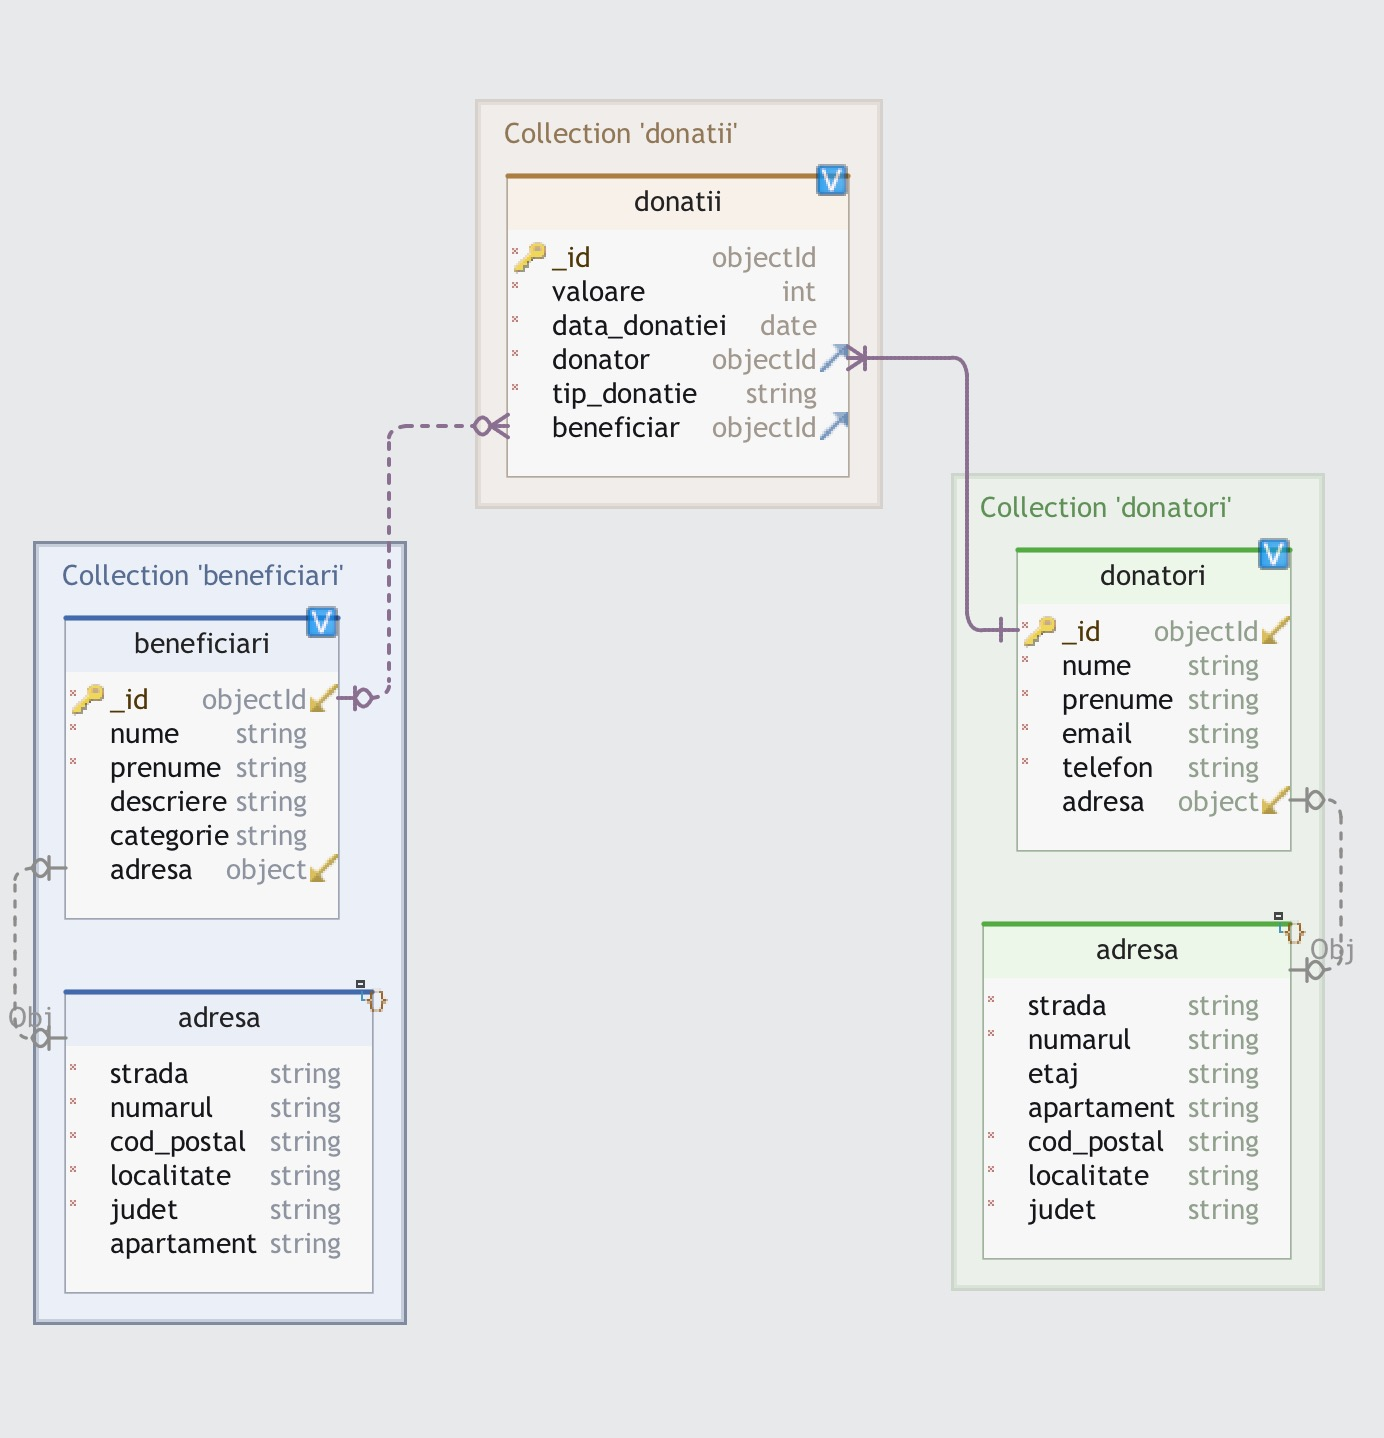 Collection 'donatii'
V
donatii
_id objectId
valoare int
data_donatiei date
donator objectId
tip_donatie string
beneficiar objectId
Collection 'beneficiari'
V
beneficiari
_id objectId
nume string
prenume string
descriere string
categorie string
adresa object
Obj
adresa
{}
strada string
numarul string
cod_postal string
localitate string
judet string
apartament string
Collection 'donatori'
V
donatori
_id objectId
nume string
prenume string
email string
telefon string
adresa object
Obj
adresa
{}
strada string
numarul string
etaj string
apartament string
cod_postal string
localitate string
judet string